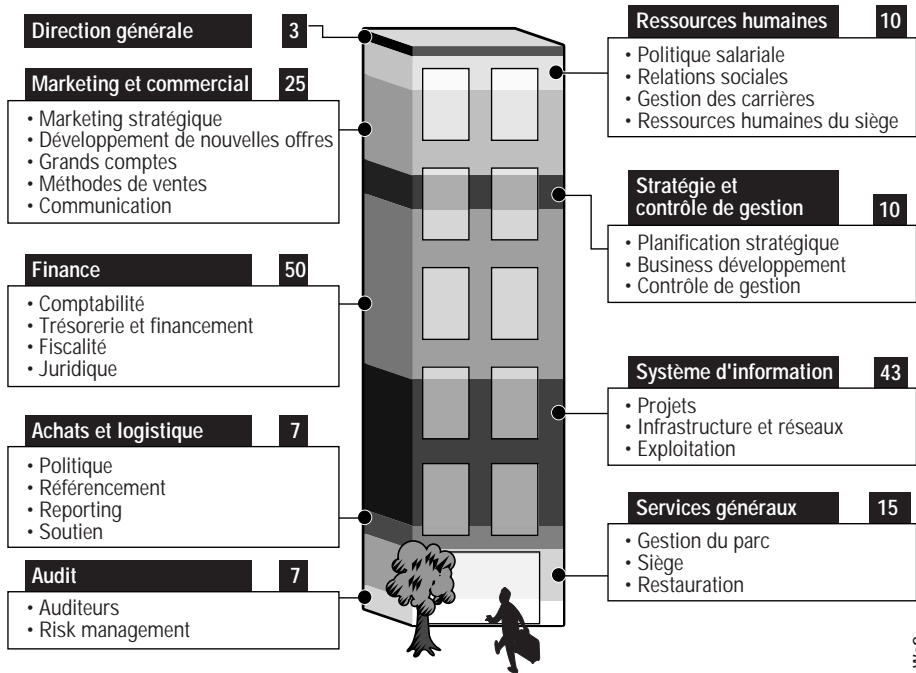 Direction générale 3
Marketing et commercial 25
• Marketing stratégique
• Développement de nouvelles offres
• Grands comptes
• Méthodes de ventes
• Communication
Finance 50
• Comptabilité
• Trésorerie et financement
• Fiscalité
• Juridique
Achats et logistique 7
• Politique
• Référencement
• Reporting
• Soutien
Audit 7
• Auditeurs
• Risk management
Ressources humaines 10
• Politique salariale
• Relations sociales
• Gestion des carrières
• Ressources humaines du siège
Stratégie et
contrôle de gestion 10
• Planification stratégique
• Business développement
• Contrôle de gestion
Système d'information 43
• Projets
• Infrastructure et réseaux
• Exploitation
Services généraux 15
• Gestion du parc
• Siège
• Restauration